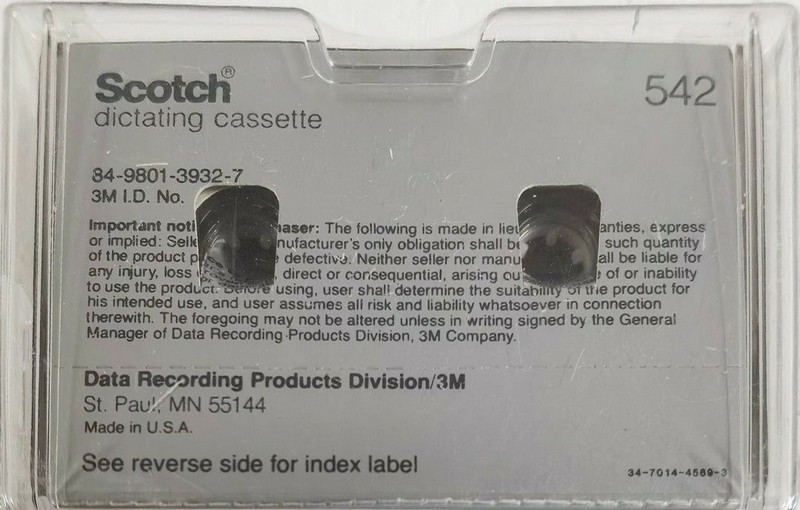 Scotch®
542
dictating cassette
84-9801-3932-7
3M I.D. No.
Important noti aser: The following is made in lieu anties, express
or implied: Selle nufacturer's only obligation shall be such quantity
of the product p defective. Neither seller nor manu all be liable for
any injury, loss , direct or consequential, arising ou e of or inability
to use the product. Before using, user shall determine the suitability of the product for
his intended use, and user assumes all risk and liability whatsoever in connection
therewith. The foregoing may not be altered unless in writing signed by the General
Manager of Data Recording Products Division, 3M Company.
Data Recording Products Division/3M
St. Paul, MN 55144
Made in U.S.A.
See reverse side for index label
34-7014-4569-3